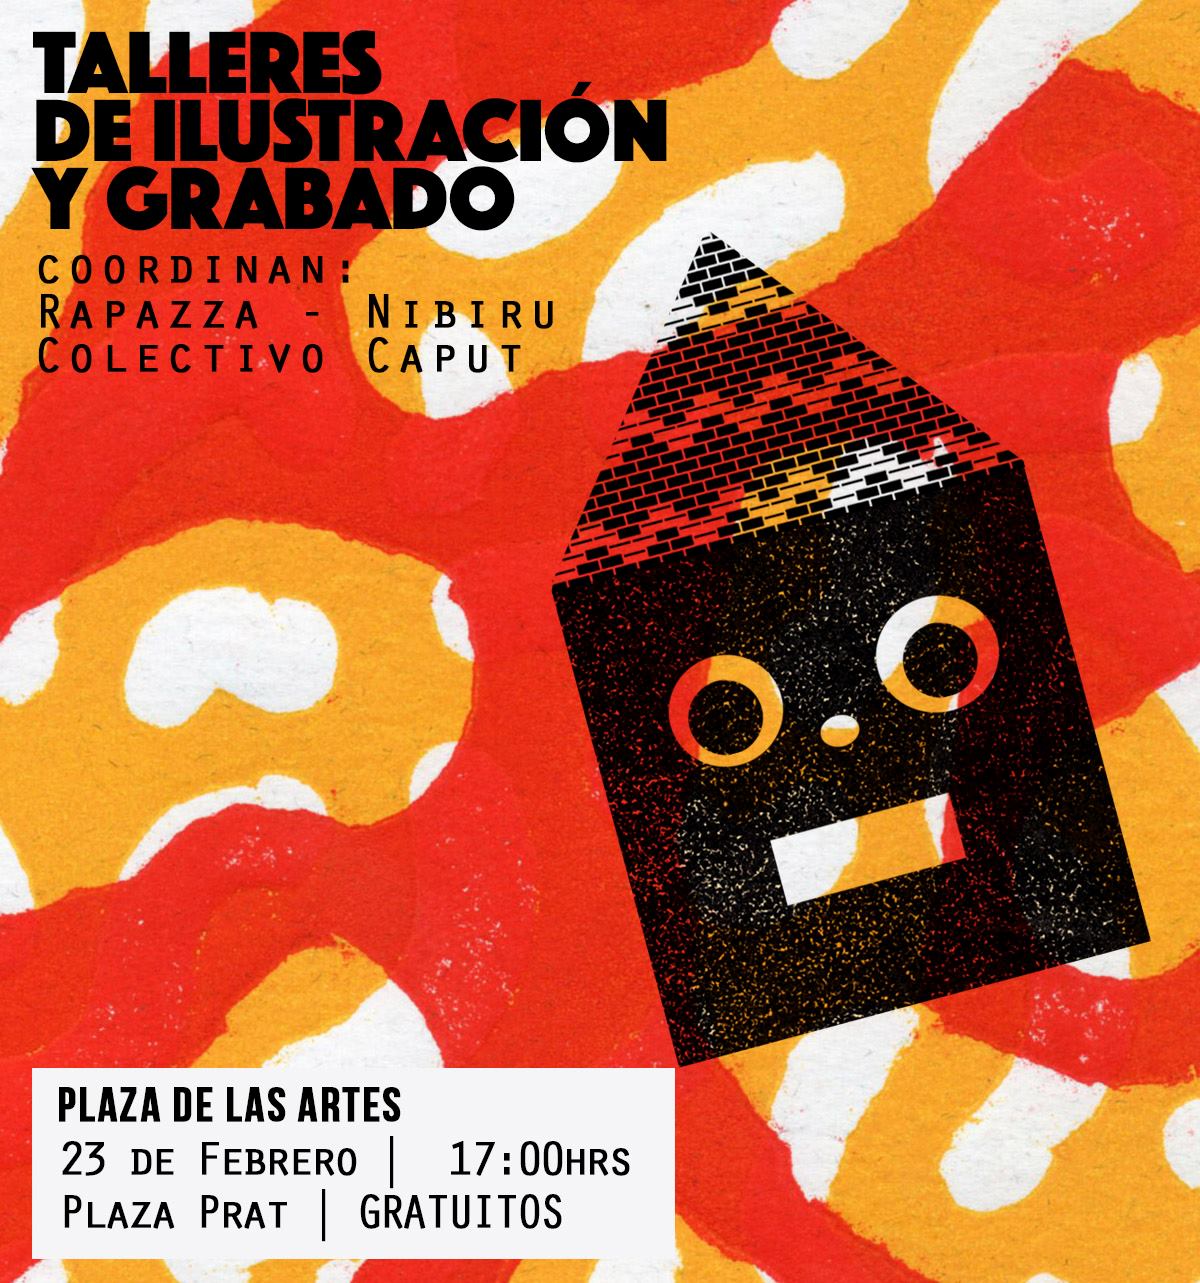 TALLERES
DE ILUSTRACIÓN
Y GRABADO
COORDINAN:
RAPAZZA - NIBIRU
COLECTIVO CAPUT
PLAZA DE LAS ARTES
23 DE FEBRERO | 17:00HRS
PLAZA PRAT | GRATUITOS